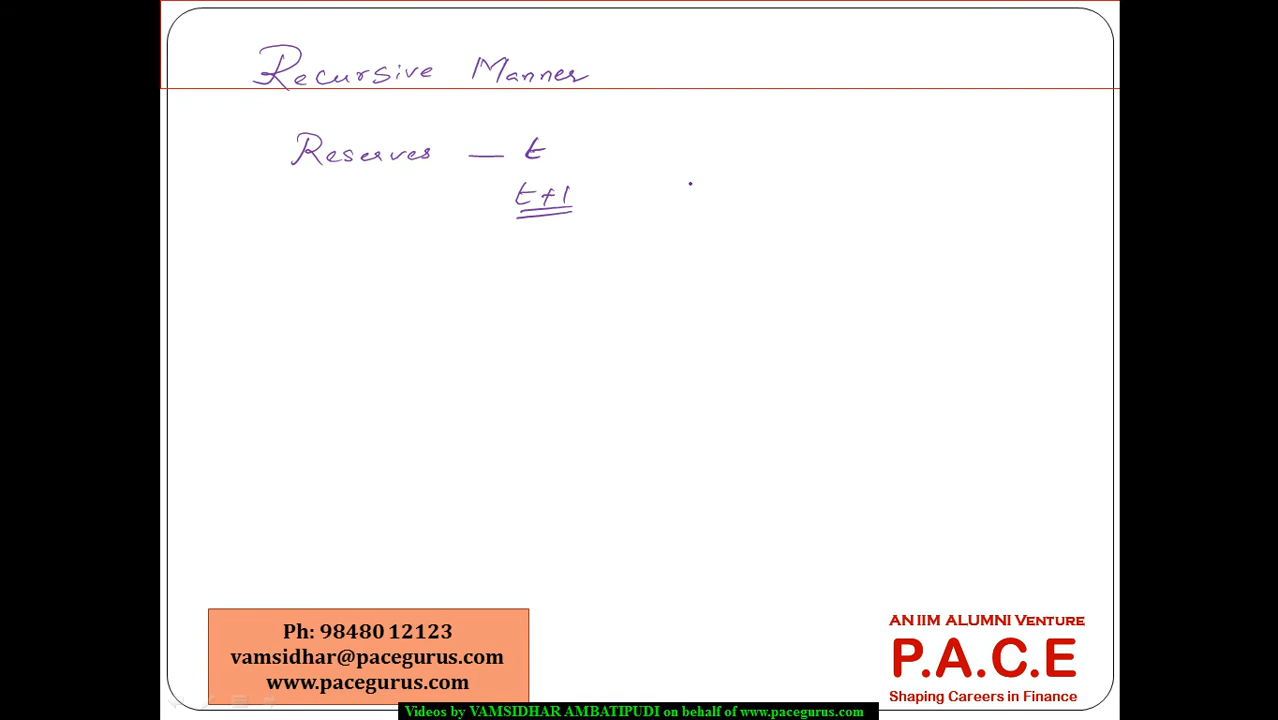 Recursive Manner
Reserves — t
t+1
Ph: 98480 12123
vamsidhar@pacegurus.com
www.pacegurus.com
AN IIM ALUMNI VENTURE
P.A.C.E
Shaping Careers in Finance
Videos by VAMSIDHAR AMBATIPUDI on behalf of www.pacegurus.com